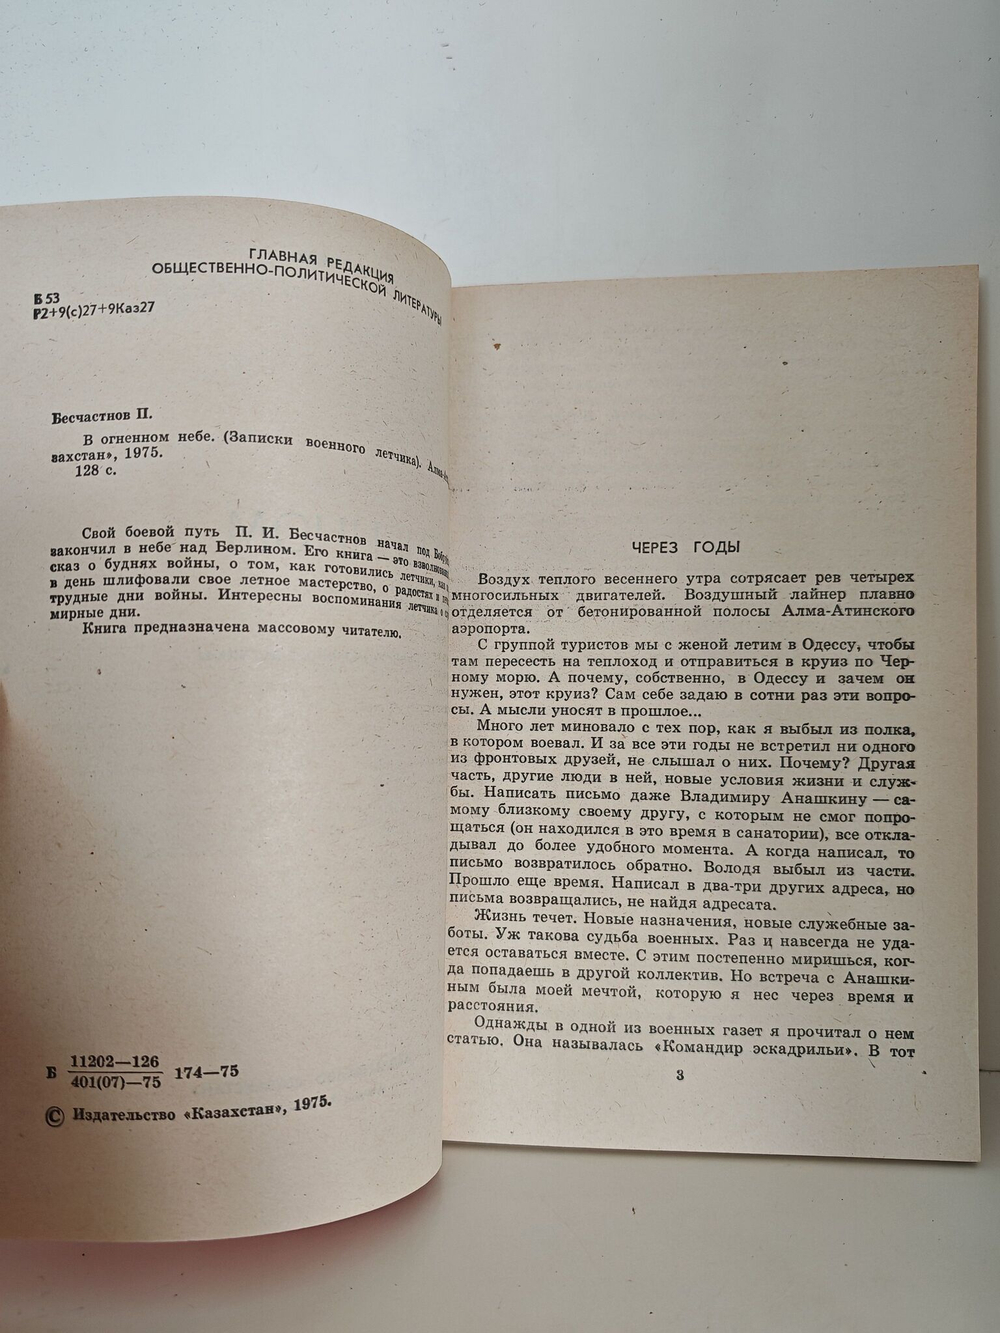 ГЛАВНАЯ РЕДАКЦИЯ
ОБЩЕСТВЕННО-ПОЛИТИЧЕСКОЙ ЛИТЕРАТУРЫ
Б 53
Р2+9(с)27+9Каз27
Бесчастнов П.
В огненном небе. (Записки военного летчика).
захстан», 1975.
128 с.
Свой боевой путь П. И. Бесчастнов начал под
закончил в небе над Берлином. Его книга — это
сказ о буднях войны, о том, как готовились летчики, как
в день шлифовали свое летное мастерство, о радостях и
трудные дни войны. Интересны воспоминания летчика о
мирные дни.
Книга предназначена массовому читателю.
Б 11202—126
401(07)—75 174—75
© Издательство «Казахстан», 1975.
ЧЕРЕЗ ГОДЫ
Воздух теплого весеннего утра сотрясает рев четырех
многосильных двигателей. Воздушный лайнер плавно
отделяется от бетонированной полосы Алма-Атинского
аэропорта.
С группой туристов мы с женой летим в Одессу, чтобы
там пересесть на теплоход и отправиться в круиз по Чер-
ному морю. А почему, собственно, в Одессу и зачем он
нужен, этот круиз? Сам себе задаю в сотни раз эти вопро-
сы. А мысли уносят в прошлое...
Много лет миновало с тех пор, как я выбыл из полка,
в котором воевал. И за все эти годы не встретил ни одного
из фронтовых друзей, не слышал о них. Почему? Другая
часть, другие люди в ней, новые условия жизни и служ-
бы. Написать письмо даже Владимиру Анашкину — са-
мому близкому своему другу, с которым не смог попро-
щаться (он находился в это время в санатории), все откла-
дывал до более удобного момента. А когда написал, то
письмо возвратилось обратно. Володя выбыл из части.
Прошло еще время. Написал в два-три других адреса, но
письма возвращались, не найдя адресата.
Жизнь течет. Новые назначения, новые служебные за-
боты. Уж такова судьба военных. Раз и навсегда не уда-
ется оставаться вместе. С этим постепенно миришься, ког-
да попадаешь в другой коллектив. Но встреча с Анашки-
ным была моей мечтой, которую я нес через время и
расстояния.
Однажды в одной из военных газет я прочитал о нем
статью. Она называлась «Командир эскадрильи». В тот
3